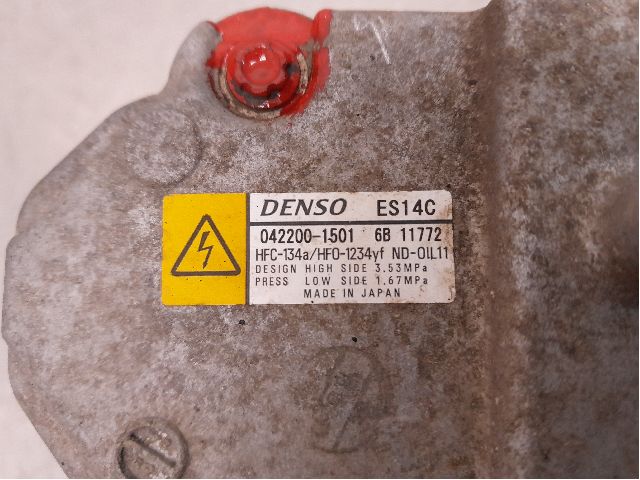 DENSO ES14C
042200-1501 6B 11772
HFC-134a/HFO-1234yf ND-OIL11
DESIGN HIGH SIDE 3.53MPa
PRESS LOW SIDE 1.67MPa
MADE IN JAPAN